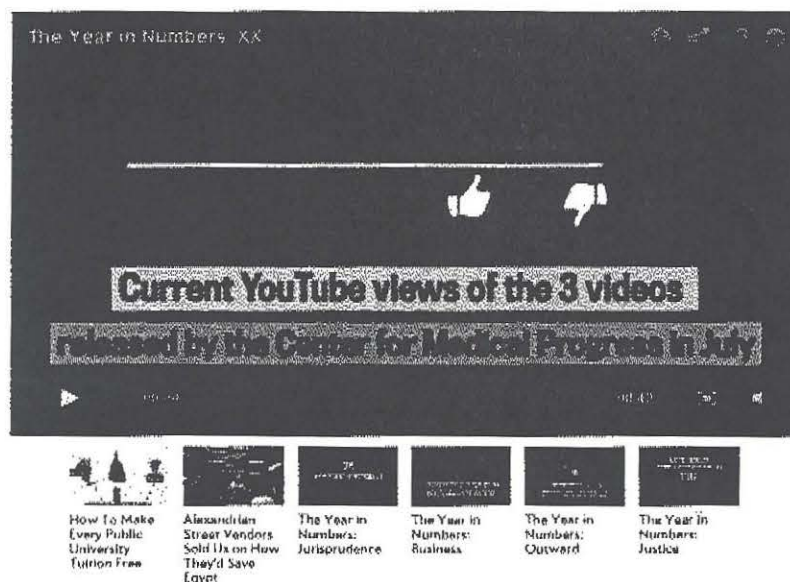 The Year in Numbers XX
Current YouTube views of the 3 videos
released by the Center for Medical Progress in July
How To Make
Every Public
University
Tuition Free
Alexandrian
Street Vendors
Sold Us on How
They'd Save
Egypt
The Year in
Numbers:
Jurisprudence
The Year in
Numbers:
Business
The Year in
Numbers:
Outward
The Year in
Numbers:
Justice